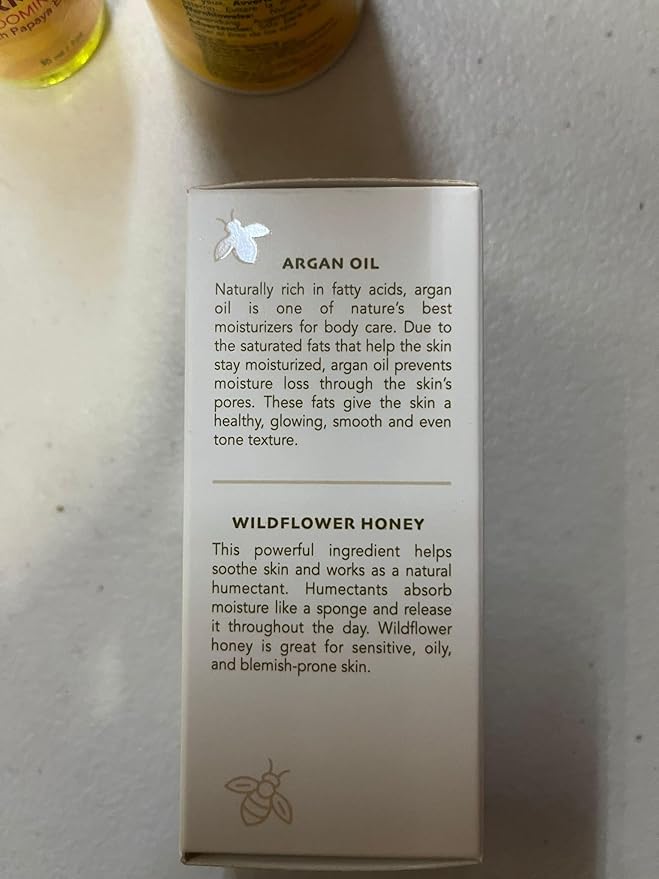 with Papaya
ARGAN OIL
Naturally rich in fatty acids, argan
oil is one of nature's best
moisturizers for body care. Due to
the saturated fats that help the skin
stay moisturized, argan oil prevents
moisture loss through the skin's
pores. These fats give the skin a
healthy, glowing, smooth and even
tone texture.
WILDFLOWER HONEY
This powerful ingredient helps
soothe skin and works as a natural
humectant. Humectants absorb
moisture like a sponge and release
it throughout the day. Wildflower
honey is great for sensitive, oily,
and blemish-prone skin.